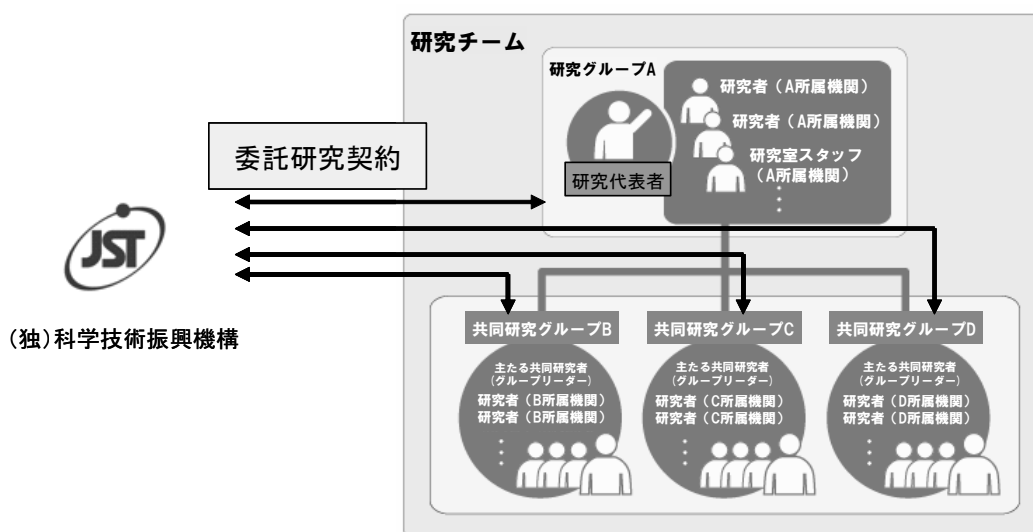 研究チーム
研究グループA
研究者（A所属機関）
研究者（A所属機関）
研究室スタッフ
（A所属機関）
⋮
研究代表者
委託研究契約
JST
（独）科学技術振興機構
共同研究グループB
主たる共同研究者
(グループリーダー)
研究者（B所属機関）
研究者（B所属機関）
⋮
共同研究グループC
主たる共同研究者
(グループリーダー)
研究者（C所属機関）
研究者（C所属機関）
⋮
共同研究グループD
主たる共同研究者
(グループリーダー)
研究者（D所属機関）
研究者（D所属機関）
⋮